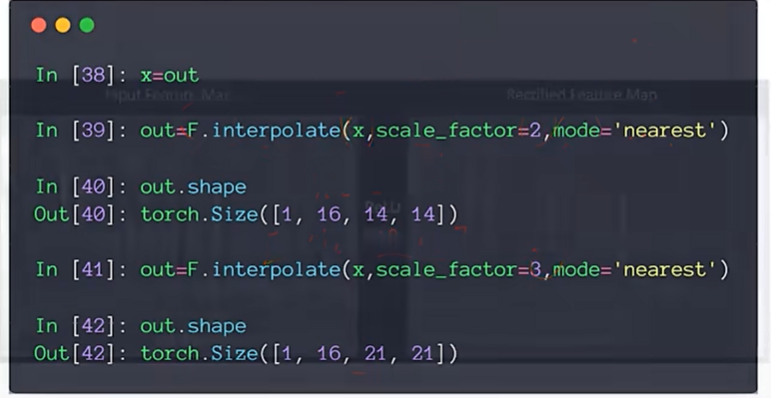 In [38]: x=out
Input Feature Map
Rectified Feature Map
In [39]: out=F.interpolate(x,scale_factor=2,mode='nearest')
In [40]: out.shape
Out[40]: torch.Size([1, 16, 14, 14])
ReLU
In [41]: out=F.interpolate(x,scale_factor=3,mode='nearest')
In [42]: out.shape
Out[42]: torch.Size([1, 16, 21, 21])